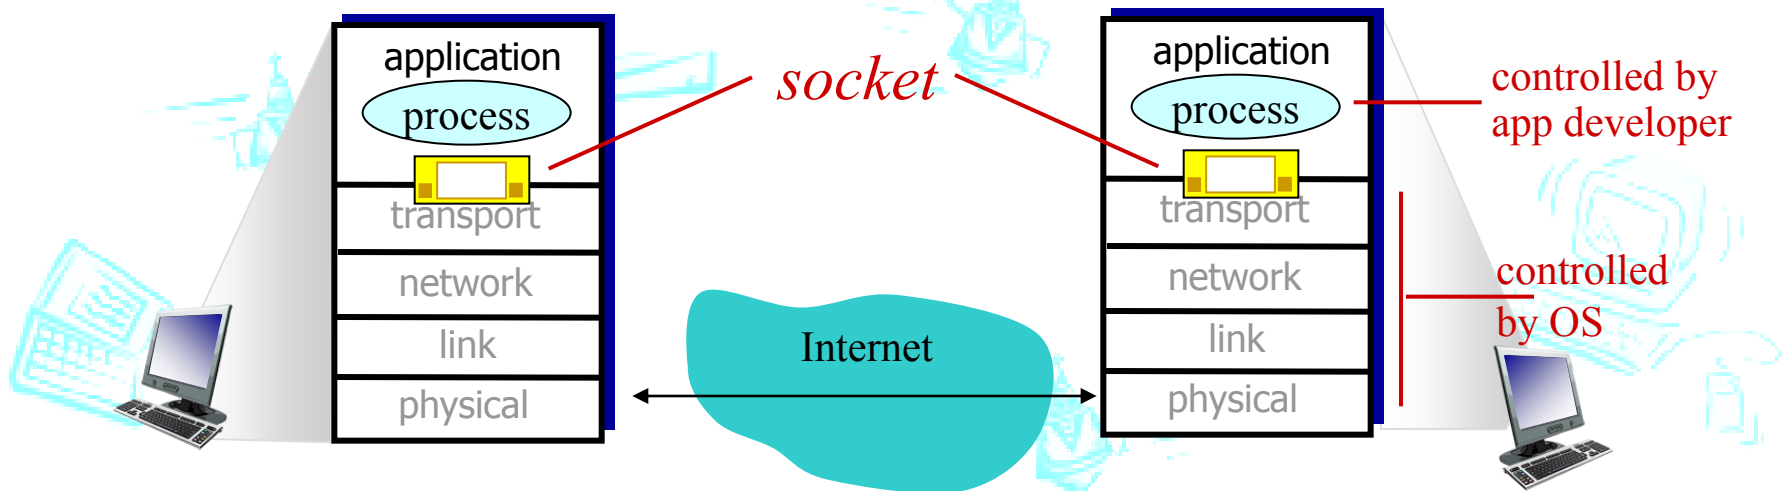 application
process
transport
network
link
physical
socket
Internet
application
process
transport
network
link
physical
controlled by
app developer
controlled
by OS